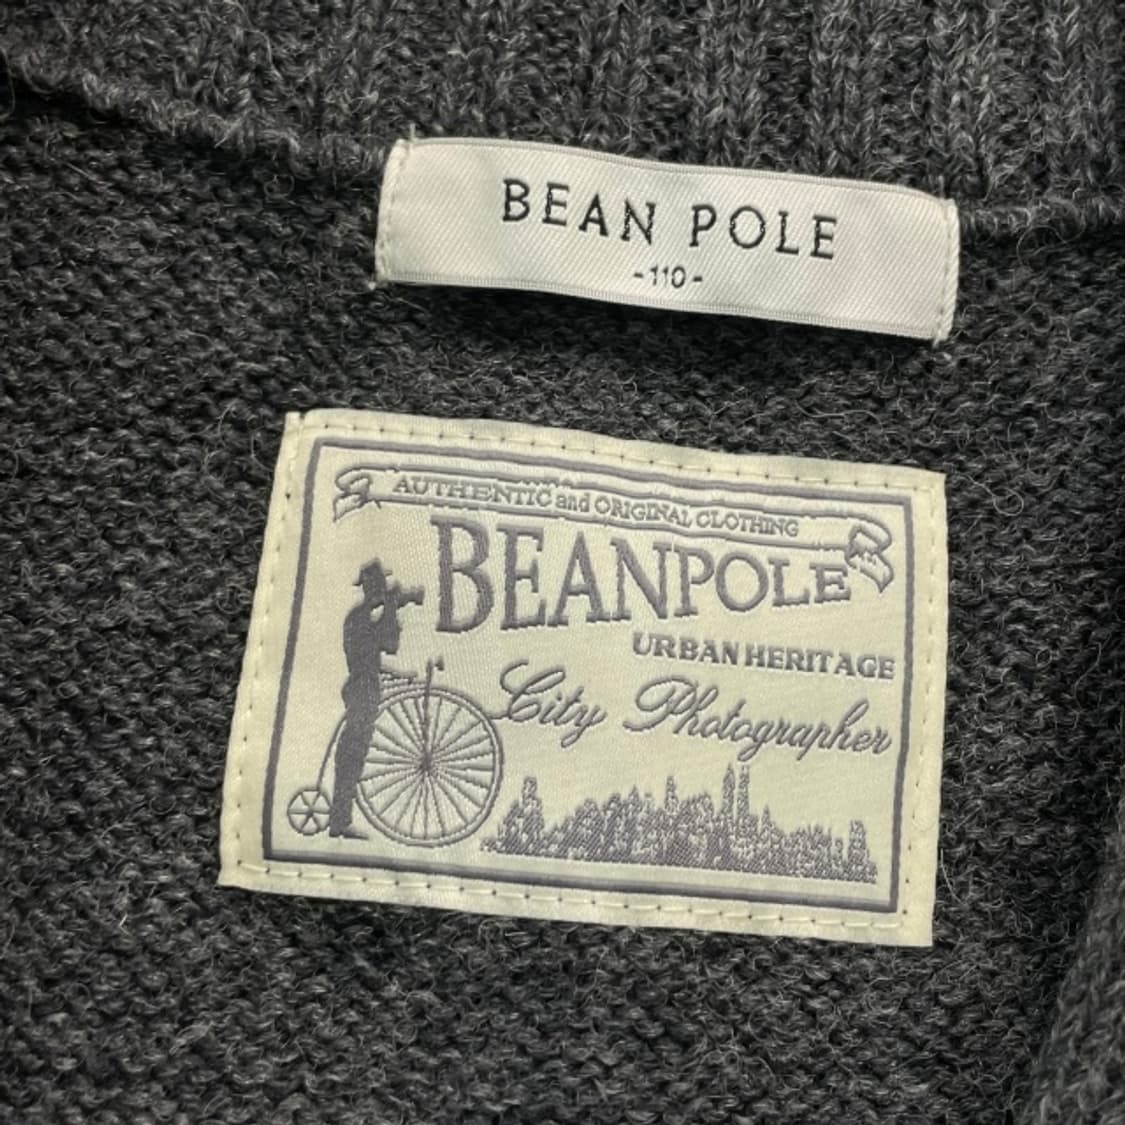 BEAN POLE
-110-
AUTHENTIC and ORIGINAL CLOTHING
BEANPOLE
URBAN HERITAGE
City Photographer